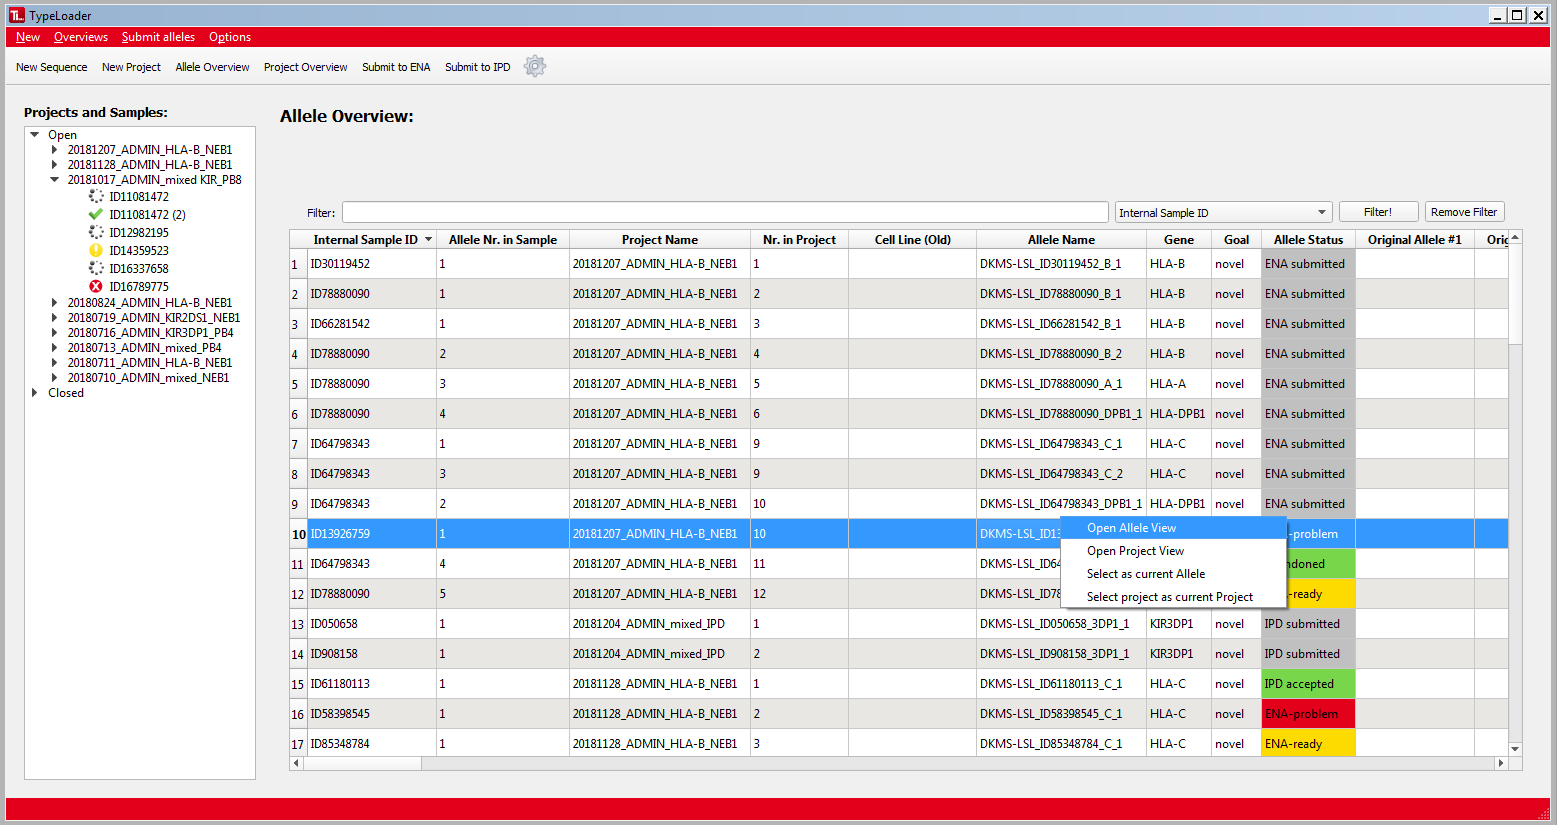 TypeLoader
New Overviews Submit alleles Options
New Sequence New Project Allele Overview Project Overview Submit to ENA Submit to IPD
Projects and Samples:
Open
20181207_ADMIN_HLA-B_NEB1
20181128_ADMIN_HLA-B_NEB1
20181017_ADMIN_mixed KIR_PB8
ID11081472
ID11081472 (2)
ID12982195
ID14359523
ID16337658
ID16789775
20180824_ADMIN_HLA-B_NEB1
20180719_ADMIN_KIR2DS1_NEB1
20180716_ADMIN_KIR3DP1_PB4
20180713_ADMIN_mixed_PB4
20180711_ADMIN_HLA-B_NEB1
20180710_ADMIN_mixed_NEB1
Closed
Allele Overview:
Filter: Internal Sample ID Filter! Remove Filter
Internal Sample ID Allele Nr. in Sample Project Name Nr. in Project Cell Line (Old) Allele Name Gene Goal Allele Status Original Allele #1 Orig
1 ID30119452 1 20181207_ADMIN_HLA-B_NEB1 1 DKMS-LSL_ID30119452_B_1 HLA-B novel ENA submitted
2 ID78880090 1 20181207_ADMIN_HLA-B_NEB1 2 DKMS-LSL_ID78880090_B_1 HLA-B novel ENA submitted
3 ID66281542 1 20181207_ADMIN_HLA-B_NEB1 3 DKMS-LSL_ID66281542_B_1 HLA-B novel ENA submitted
4 ID78880090 2 20181207_ADMIN_HLA-B_NEB1 4 DKMS-LSL_ID78880090_B_2 HLA-B novel ENA submitted
5 ID78880090 3 20181207_ADMIN_HLA-B_NEB1 5 DKMS-LSL_ID78880090_A_1 HLA-A novel ENA submitted
6 ID78880090 4 20181207_ADMIN_HLA-B_NEB1 6 DKMS-LSL_ID78880090_DPB1_1 HLA-DPB1 novel ENA submitted
7 ID64798343 1 20181207_ADMIN_HLA-B_NEB1 9 DKMS-LSL_ID64798343_C_1 HLA-C novel ENA submitted
8 ID64798343 3 20181207_ADMIN_HLA-B_NEB1 9 DKMS-LSL_ID64798343_C_2 HLA-C novel ENA submitted
9 ID64798343 2 20181207_ADMIN_HLA-B_NEB1 10 DKMS-LSL_ID64798343_DPB1_1 HLA-DPB1 novel ENA submitted
10 ID13926759 1 20181207_ADMIN_HLA-B_NEB1 10 DKMS-LSL_ID13 -problem
11 ID64798343 4 20181207_ADMIN_HLA-B_NEB1 11 DKMS-LSL_ID64 ndoned
12 ID78880090 5 20181207_ADMIN_HLA-B_NEB1 12 DKMS-LSL_ID78 -ready
Open Allele View
Open Project View
Select as current Allele
Select project as current Project
13 ID050658 1 20181204_ADMIN_mixed_IPD 1 DKMS-LSL_ID050658_3DP1_1 KIR3DP1 novel IPD submitted
14 ID908158 1 20181204_ADMIN_mixed_IPD 2 DKMS-LSL_ID908158_3DP1_1 KIR3DP1 novel IPD submitted
15 ID61180113 1 20181128_ADMIN_HLA-B_NEB1 1 DKMS-LSL_ID61180113_C_1 HLA-C novel IPD accepted
16 ID58398545 1 20181128_ADMIN_HLA-B_NEB1 2 DKMS-LSL_ID58398545_C_1 HLA-C novel ENA-problem
17 ID85348784 1 20181128_ADMIN_HLA-B_NEB1 3 DKMS-LSL_ID85348784_C_1 HLA-C novel ENA-ready